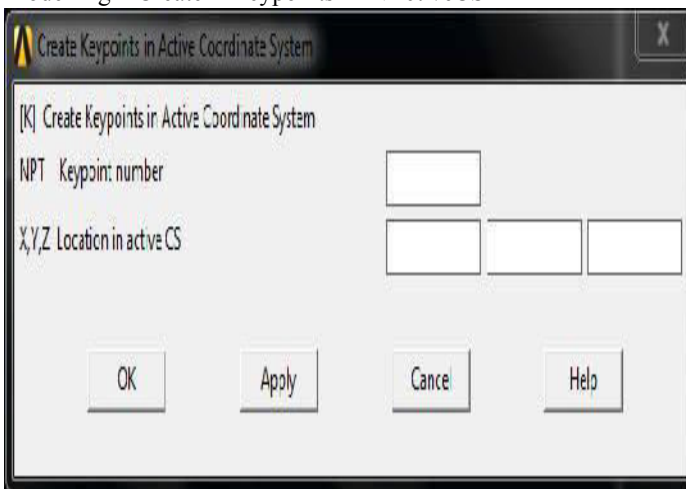 Create Keypoints in Active Coordinate System
X
[K] Create Keypoints in Active Coordinate System
NPT Keypoint number
X,Y,Z Location in active CS
OK Apply Cancel Help